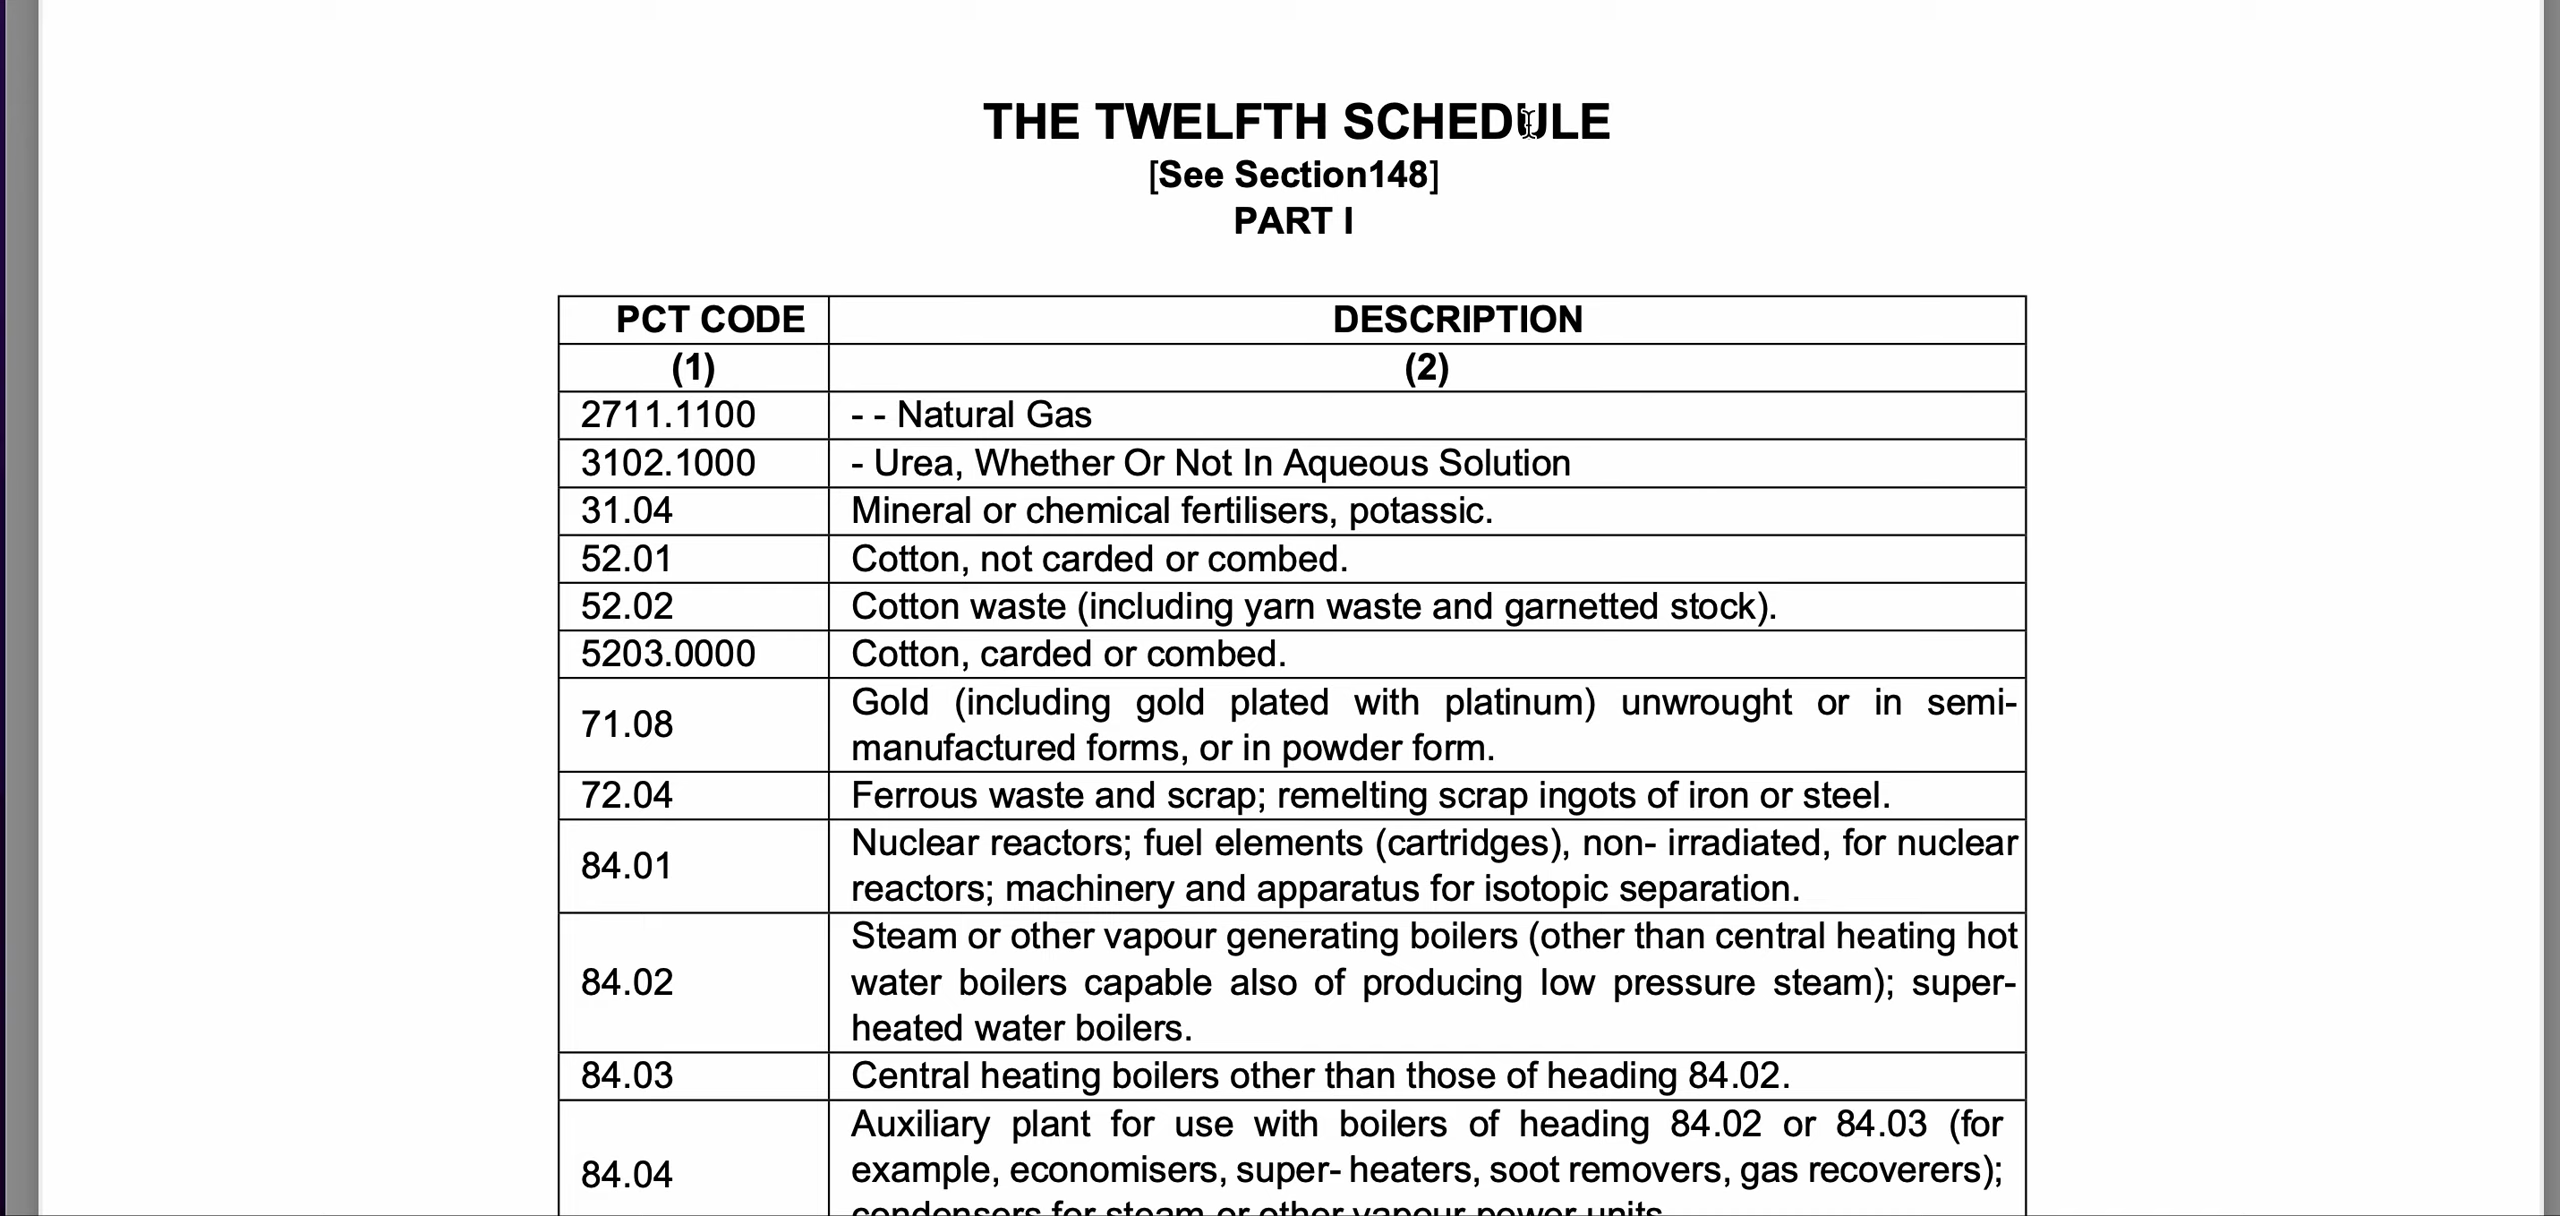 THE TWELFTH SCHEDULE
[See Section148]
PART I
PCT CODE DESCRIPTION
(1) (2)
2711.1100 - - Natural Gas
3102.1000 - Urea, Whether Or Not In Aqueous Solution
31.04 Mineral or chemical fertilisers, potassic.
52.01 Cotton, not carded or combed.
52.02 Cotton waste (including yarn waste and garnetted stock).
5203.0000 Cotton, carded or combed.
71.08 Gold (including gold plated with platinum) unwrought or in semi-
manufactured forms, or in powder form.
72.04 Ferrous waste and scrap; remelting scrap ingots of iron or steel.
84.01 Nuclear reactors; fuel elements (cartridges), non- irradiated, for nuclear
reactors; machinery and apparatus for isotopic separation.
84.02 Steam or other vapour generating boilers (other than central heating hot
water boilers capable also of producing low pressure steam); super-
heated water boilers.
84.03 Central heating boilers other than those of heading 84.02.
84.04 Auxiliary plant for use with boilers of heading 84.02 or 84.03 (for
example, economisers, super- heaters, soot removers, gas recoverers);
condensers for steam or other vapour power units.